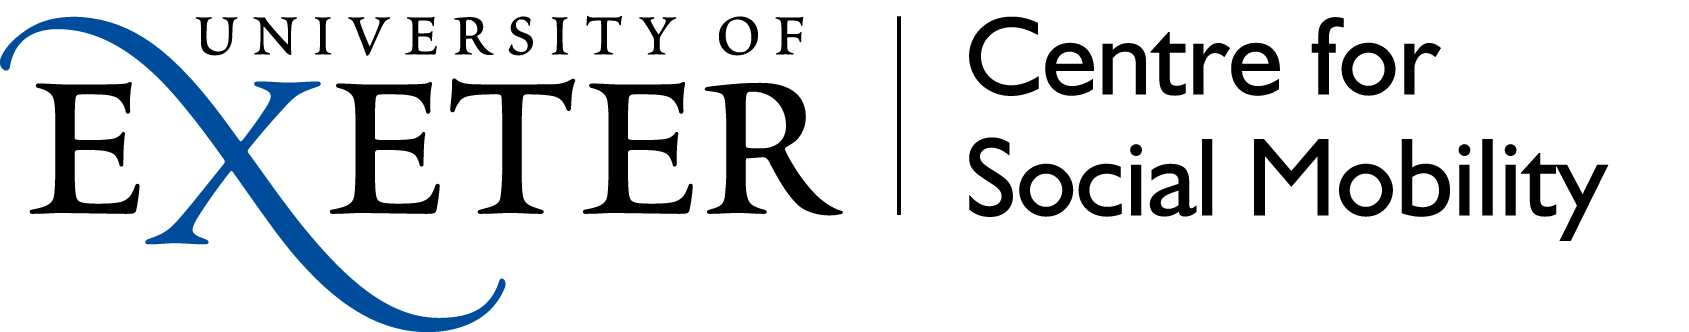 UNIVERSITY OF
EXETER
Centre for
Social Mobility